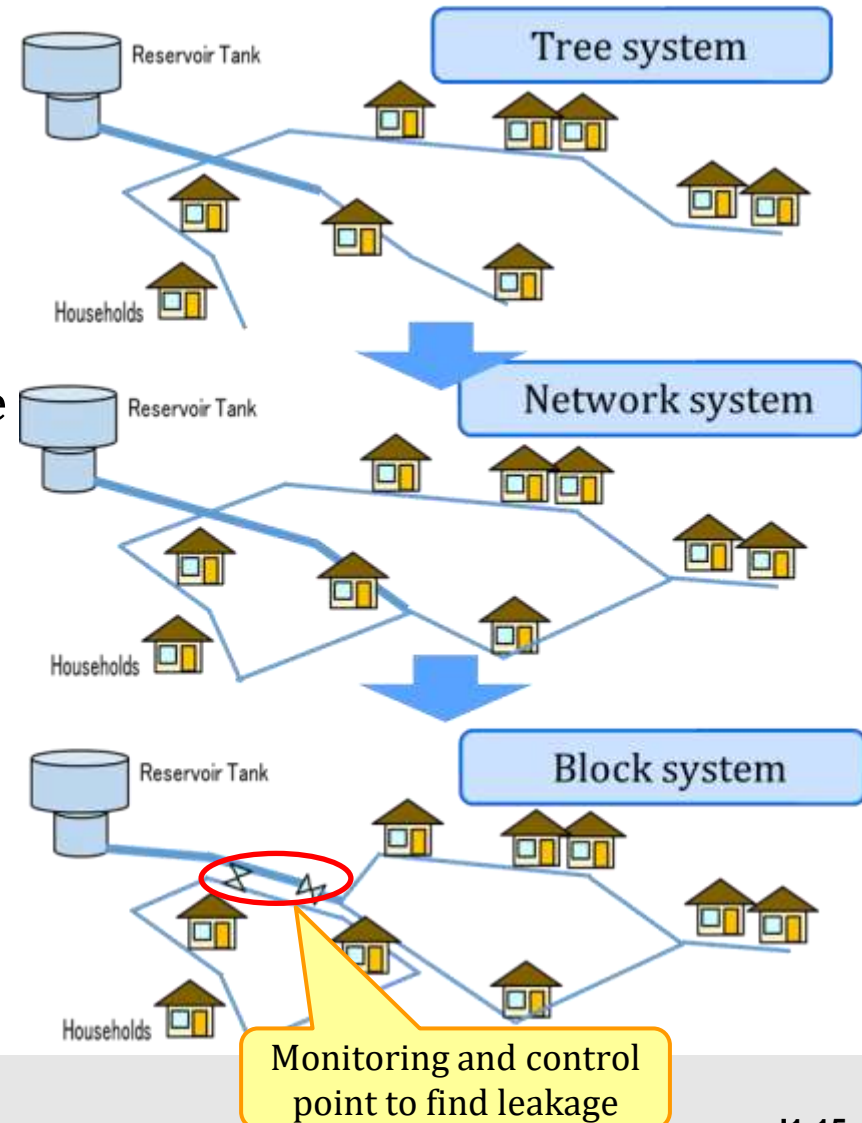 Reservoir Tank
Tree system
Households
e
Reservoir Tank
Network system
Households
Reservoir Tank
Block system
Households
Monitoring and control
point to find leakage